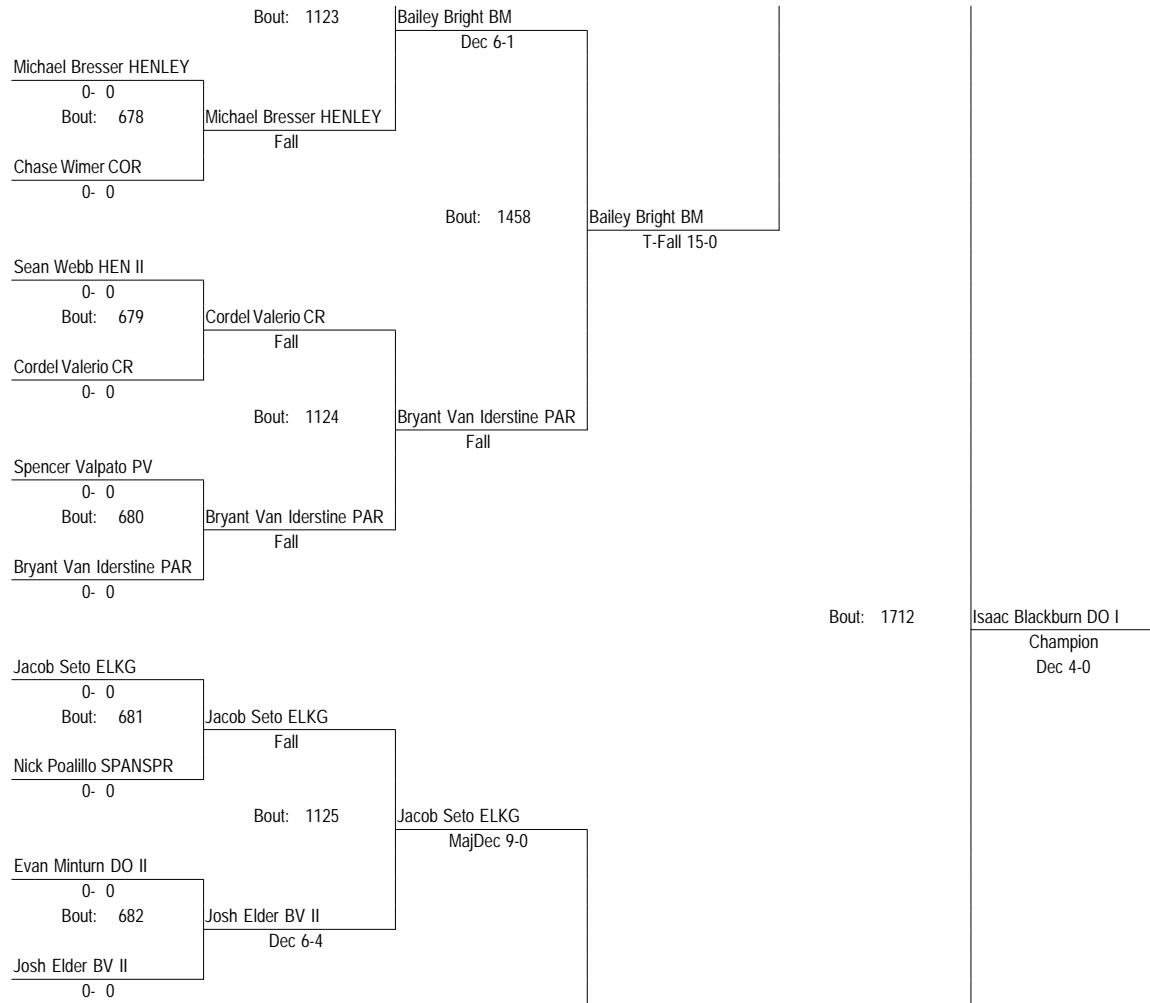 Bout: 1123 Bailey Bright BM
Dec 6-1
Michael Bresser HENLEY
0- 0
Bout: 678 Michael Bresser HENLEY
Fall
Chase Wimer COR
0- 0
Bout: 1458 Bailey Bright BM
T-Fall 15-0
Sean Webb HEN II
0- 0
Bout: 679 Cordel Valerio CR
Fall
Cordel Valerio CR
0- 0
Bout: 1124 Bryant Van Iderstine PAR
Fall
Spencer Valpato PV
0- 0
Bout: 680 Bryant Van Iderstine PAR
Fall
Bryant Van Iderstine PAR
0- 0
Bout: 1712 Isaac Blackburn DO I
Champion
Dec 4-0
Jacob Seto ELKG
0- 0
Bout: 681 Jacob Seto ELKG
Fall
Nick Poalillo SPANSPR
0- 0
Bout: 1125 Jacob Seto ELKG
MajDec 9-0
Evan Minturn DO II
0- 0
Bout: 682 Josh Elder BV II
Dec 6-4
Josh Elder BV II
0- 0